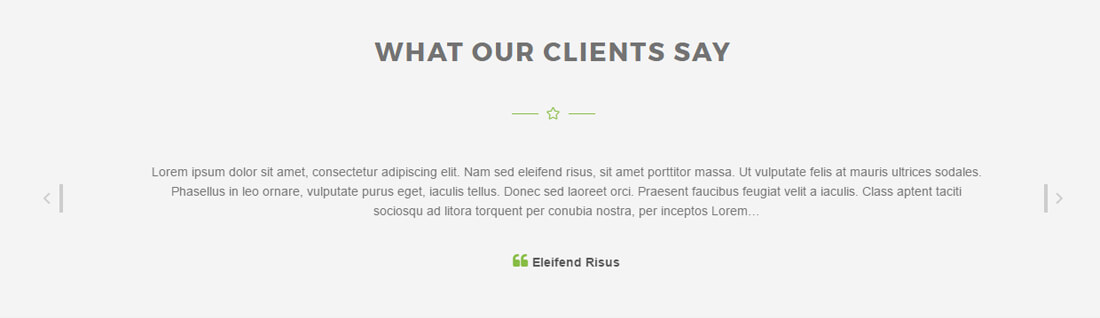 WHAT OUR CLIENTS SAY
Lorem ipsum dolor sit amet, consectetur adipiscing elit. Nam sed eleifend risus, sit amet porttitor massa. Ut vulputate felis at mauris ultrices sodales.
Phasellus in leo ornare, vulputate purus eget, iaculis tellus. Donec sed laoreet orci. Praesent faucibus feugiat velit a iaculis. Class aptent taciti
sociosqu ad litora torquent per conubia nostra, per inceptos Lorem…
Eleifend Risus